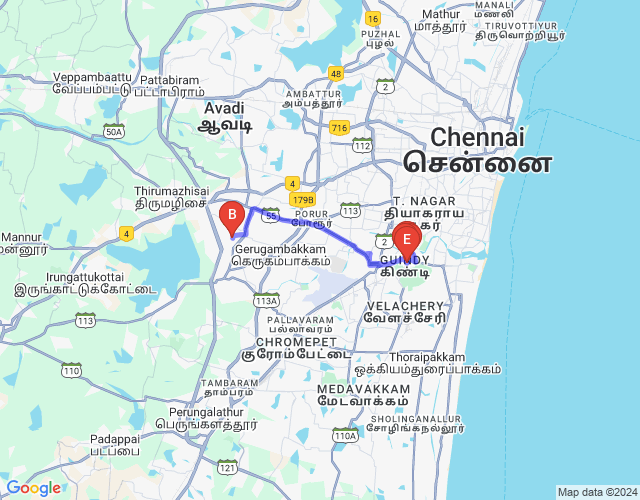 MANALI
மணலி
Mathur
மாத்தூர்
TIRUVOTTIYUR
திருவொற்றியூர்
16
PUZHAL
புழல்
Veppambaattu
வேப்பம்பட்டு
Pattabiram
பட்டாபிராம்
48
2
AMBATTUR
அம்பத்தூர்
Avadi
ஆவடி
50A
716
112
Chennai
சென்னை
Thirumazhisai
திருமழிசை
4
179B
T. NAGAR
தியாகராய
நகர்
B
55
PORUR
போரூர்
113
Mannur
மன்னூர்
4
2
E
Gerugambakkam
கெருகம்பாக்கம்
GUINDY
கிண்டி
Irungattukottai
இருங்காட்டுக்கோட்டை
113A
VELACHERY
வேளச்சேரி
113
PALLAVARAM
பல்லாவரம்
CHROMEPET
குரோம்பேட்டை
Thoraipakkam
ஒக்கியம்துரைப்பாக்கம்
110
TAMBARAM
தாம்பரம்
MEDAVAKKAM
மேடவாக்கம்
Perungalathur
பெருங்களத்தூர்
SHOLINGANALLUR
சோழிங்கநல்லூர்
110A
Padappai
படப்பை
121
Google
Map data ©2024